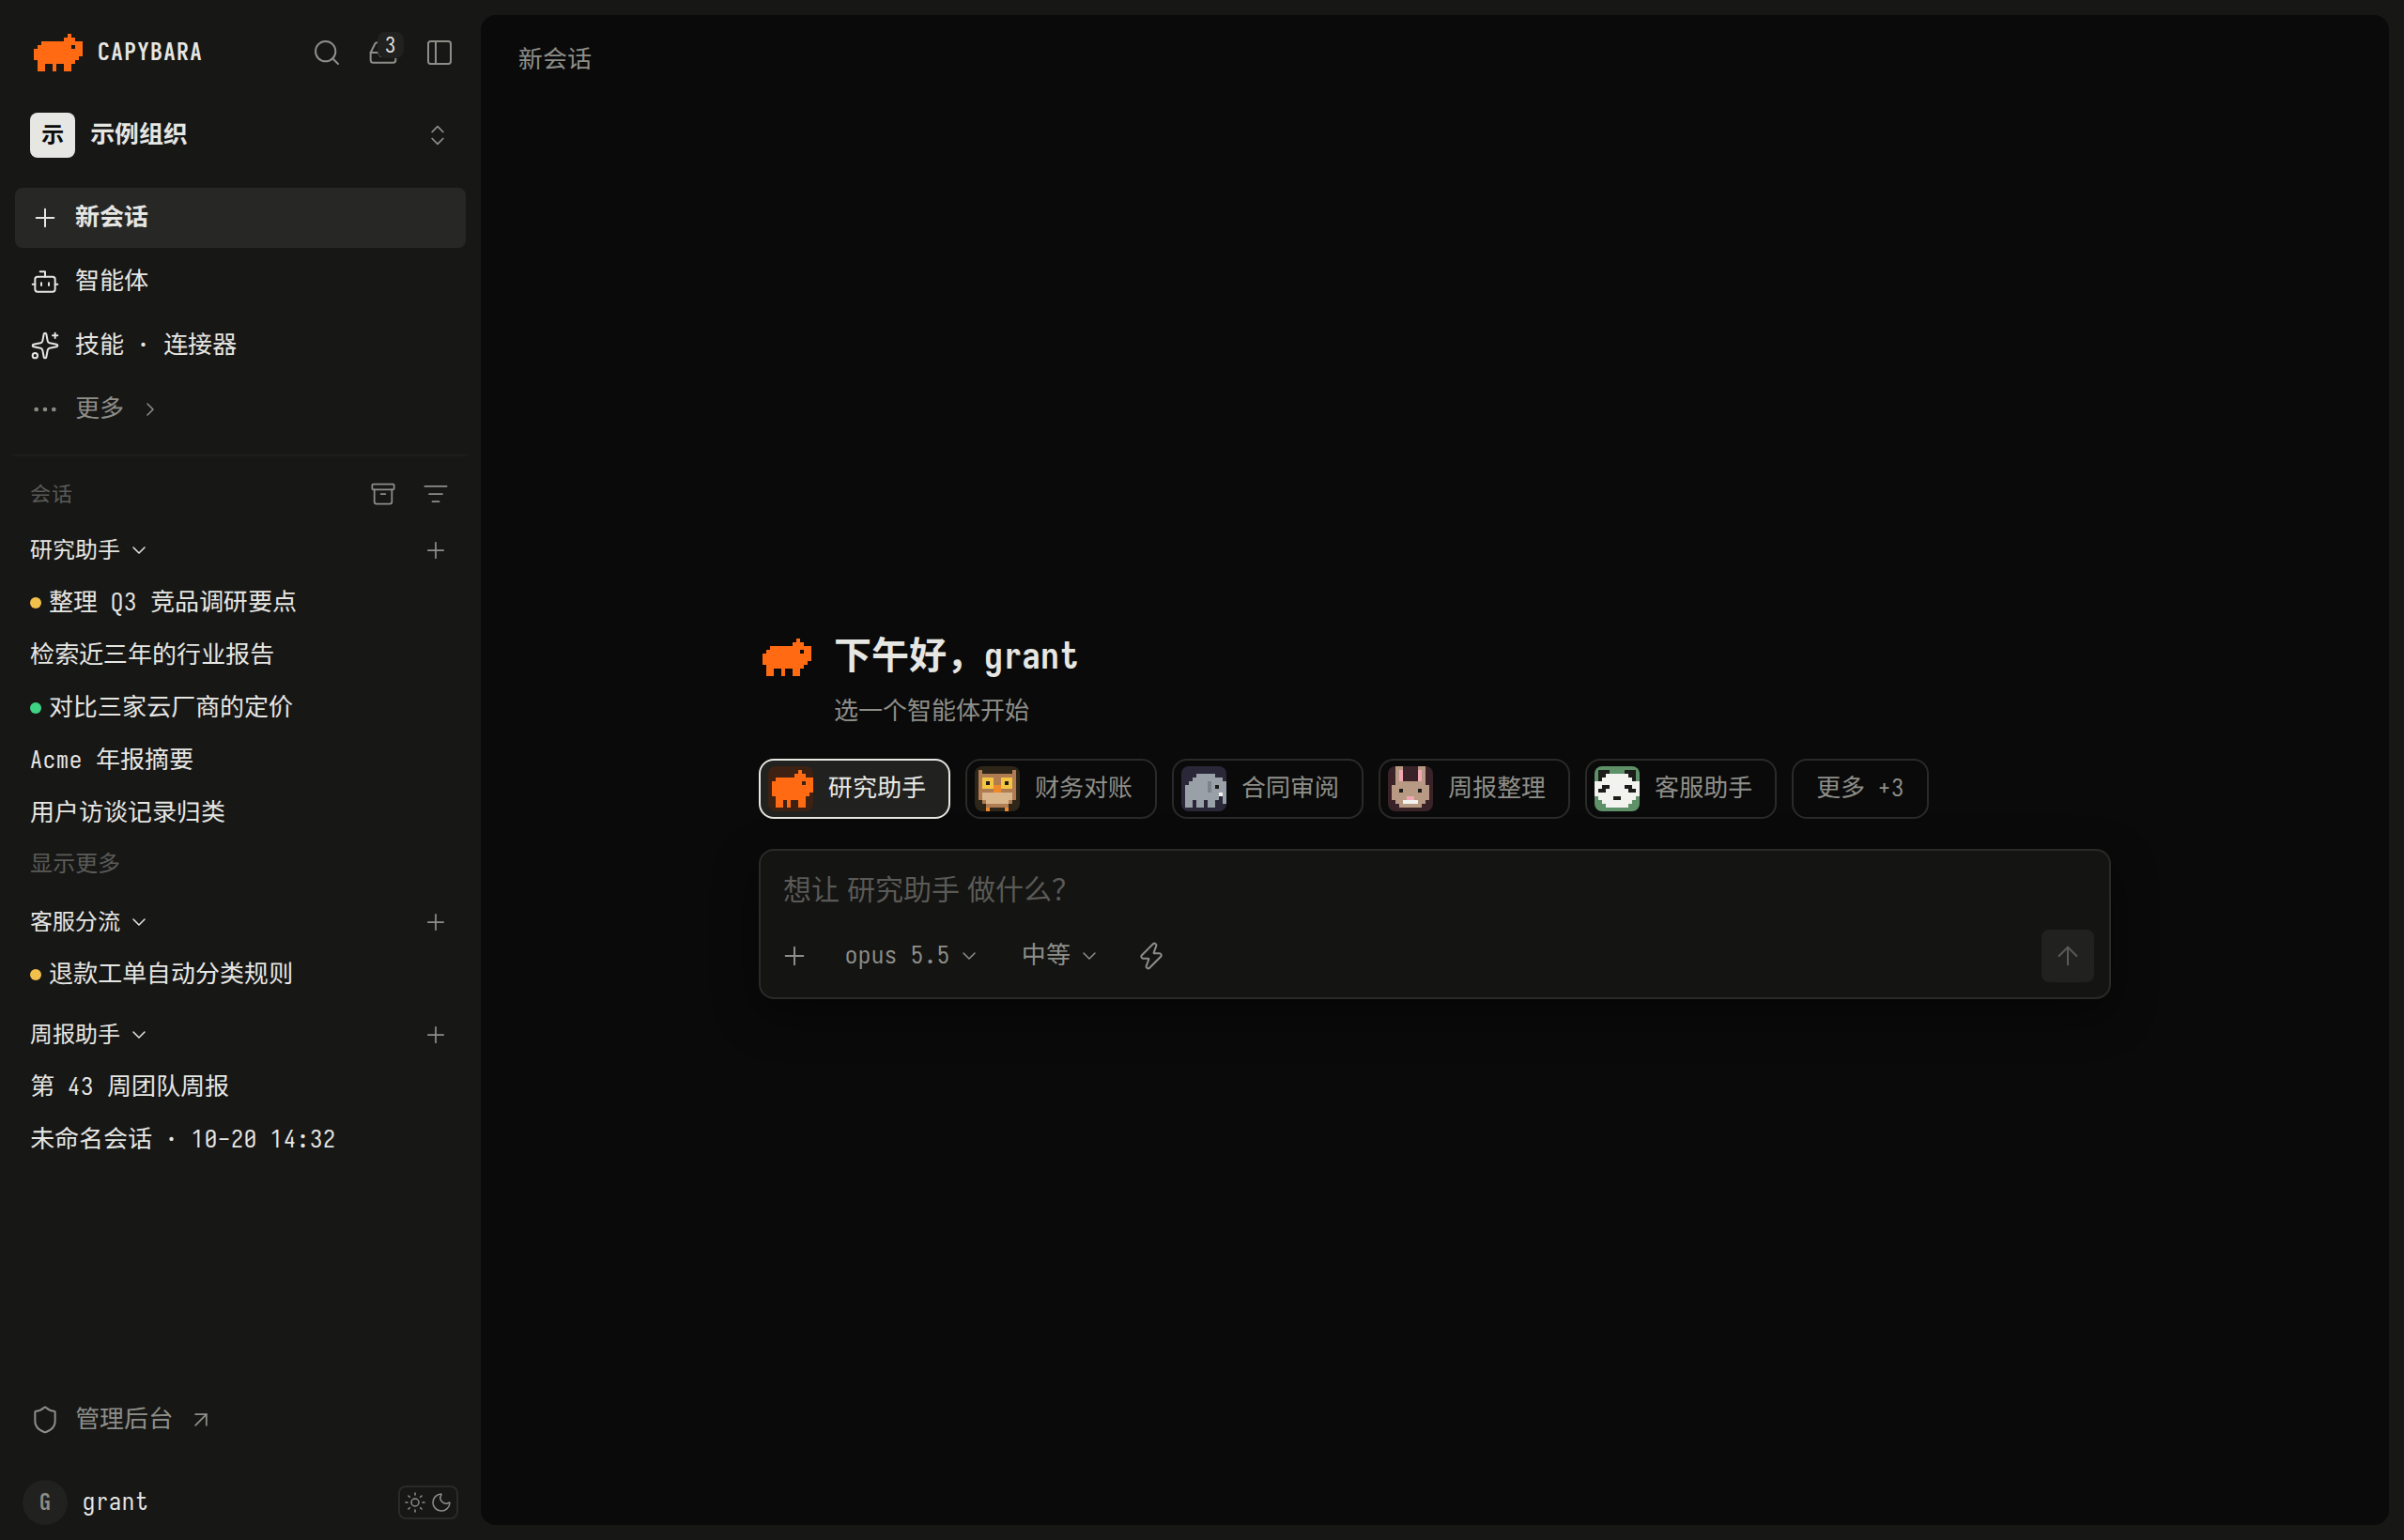 CAPYBARA
3
示 示例组织
新会话
智能体
技能 · 连接器
更多
会话
研究助手
整理 Q3 竞品调研要点
检索近三年的行业报告
对比三家云厂商的定价
Acme 年报摘要
用户访谈记录归类
显示更多
客服分流
退款工单自动分类规则
周报助手
第 43 周团队周报
未命名会话 · 10-20 14:32
管理后台
G grant
新会话
下午好，grant
选一个智能体开始
研究助手 财务对账 合同审阅 周报整理 客服助手 更多 +3
想让 研究助手 做什么？
opus 5.5 中等